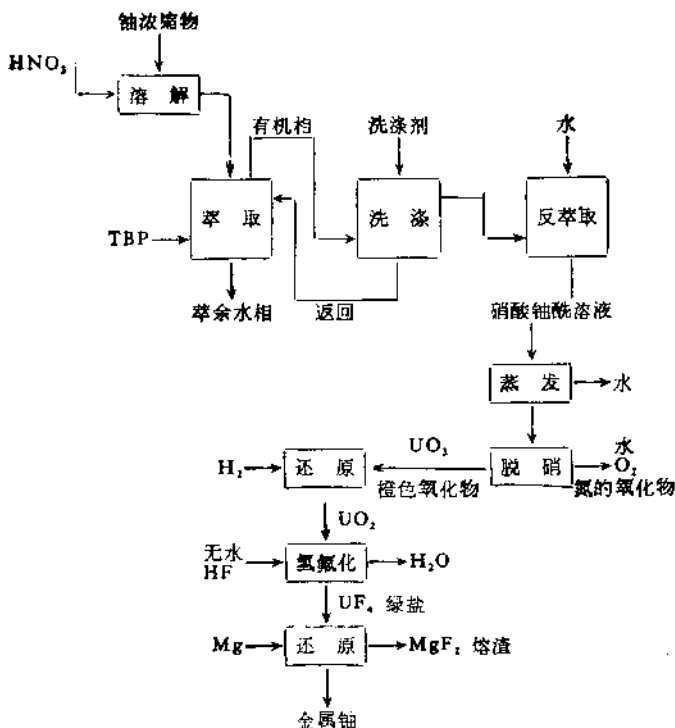 铀浓缩物
HNO₃
溶 解
有机档
洗涤剂
水
萃 取
洗 涤
反萃取
TBP
萃余水相
返回
硝酸铀酰溶液
蒸 发
水
UO₃
水
H₂
还 原
脱 硝
O₂
橙色氧化物
氮的氧化物
UO₂
无水
HF
氢氟化
H₂O
UF₄ 绿盐
Mg
还 原
MgF₂ 熔渣
金属铀